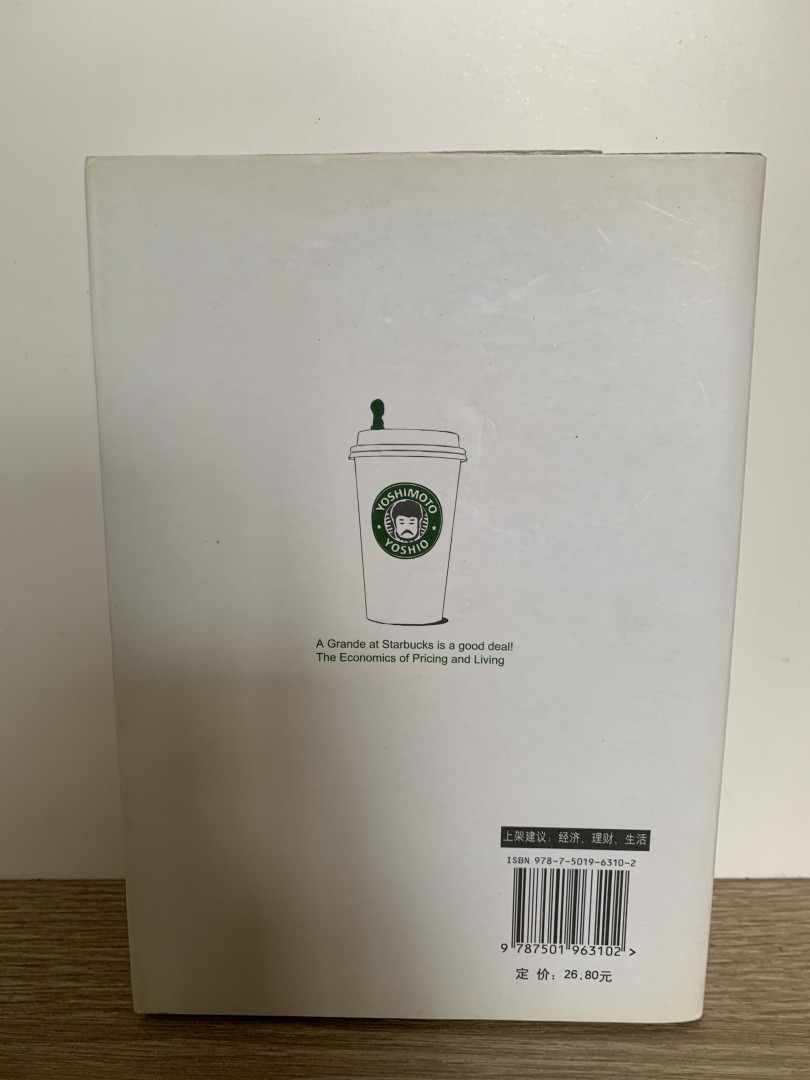 YOSHIMOTO
YOSHIO
A Grande at Starbucks is a good deal!
The Economics of Pricing and Living
上架建议：经济、理财、生活
ISBN 978-7-5019-6310-2
9 787501 963102 >
定 价：26.80元